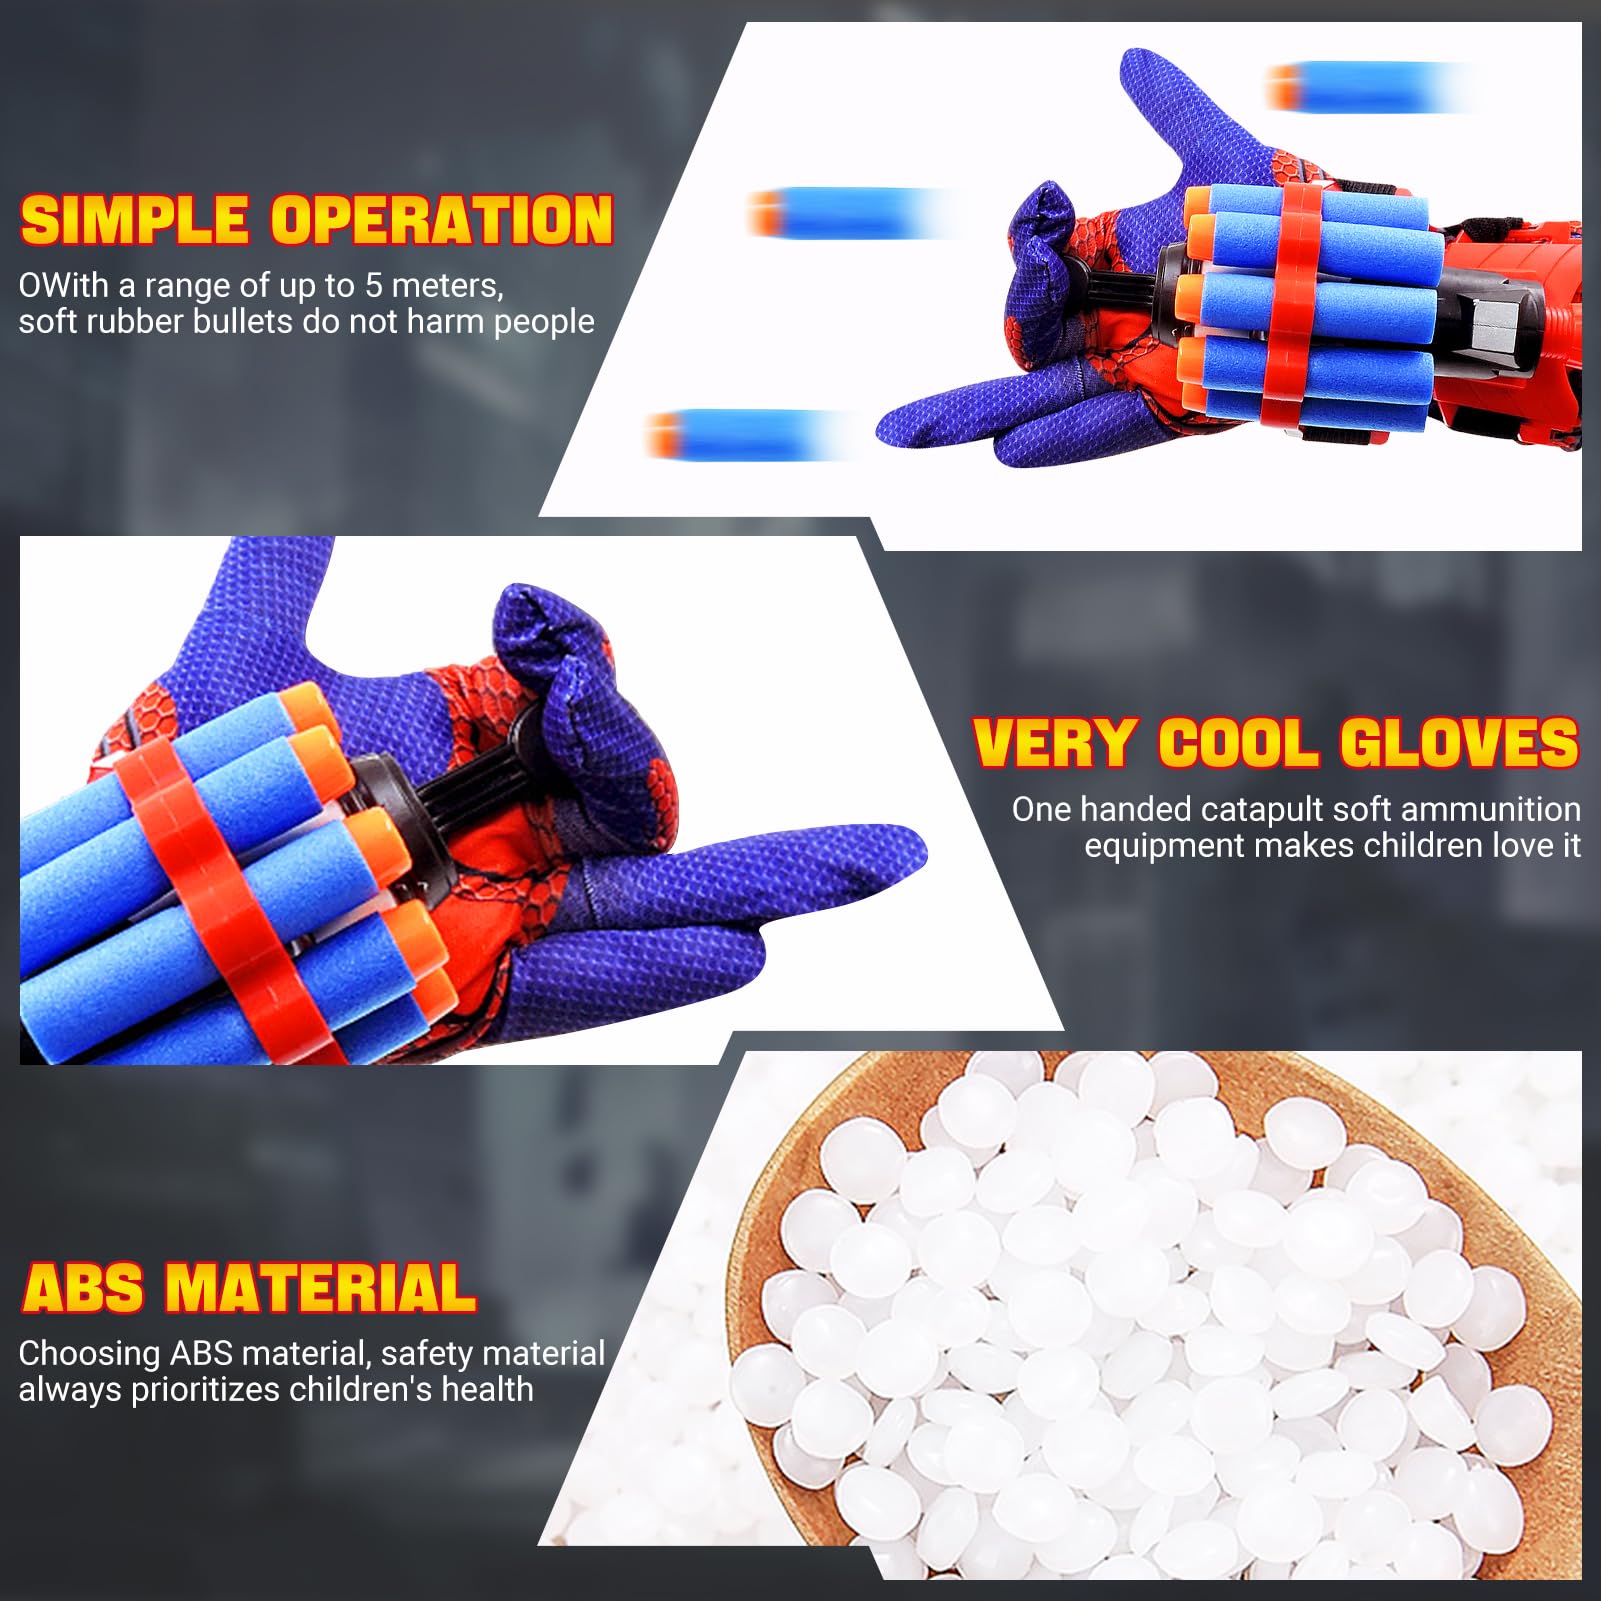 SIMPLE OPERATION
OWith a range of up to 5 meters,
soft rubber bullets do not harm people
VERY COOL GLOVES
One handed catapult soft ammunition
equipment makes children love it
ABS MATERIAL
Choosing ABS material, safety material
always prioritizes children's health